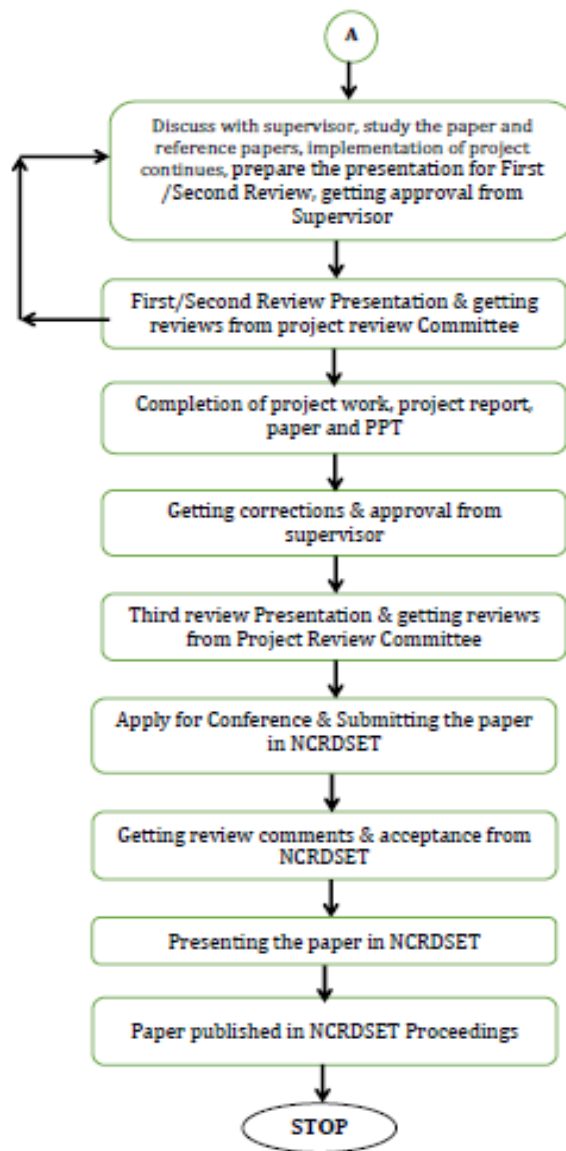 A
Discuss with supervisor, study the paper and
reference papers, implementation of project
continues, prepare the presentation for First
/Second Review, getting approval from
Supervisor
First/Second Review Presentation & getting
reviews from project review Committee
Completion of project work, project report,
paper and PPT
Getting corrections & approval from
supervisor
Third review Presentation & getting reviews
from Project Review Committee
Apply for Conference & Submitting the paper
in NCRDSET
Getting review comments & acceptance from
NCRDSET
Presenting the paper in NCRDSET
Paper published in NCRDSET Proceedings
STOP